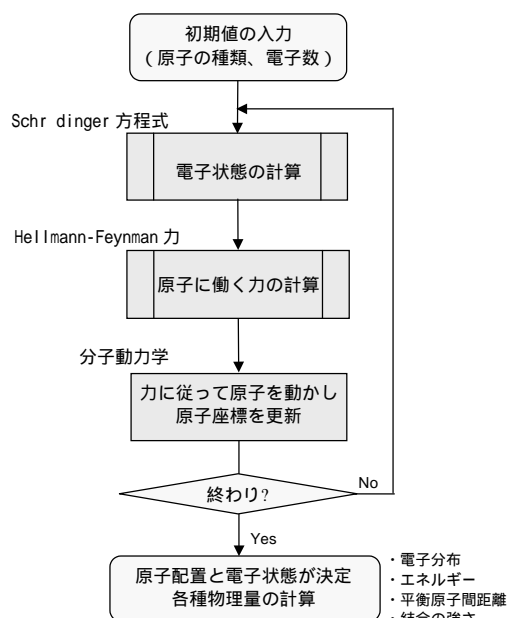 初期値の入力
(原子の種類、電子数)
Schr dinger 方程式
電子状態の計算
Hellmann-Feynman 力
原子に働く力の計算
分子動力学
力に従って原子を動かし
原子座標を更新
終わり?
No
Yes
原子配置と電子状態が決定
各種物理量の計算
・電子分布
・エネルギー
・平衡原子間距離
・結合の強さ